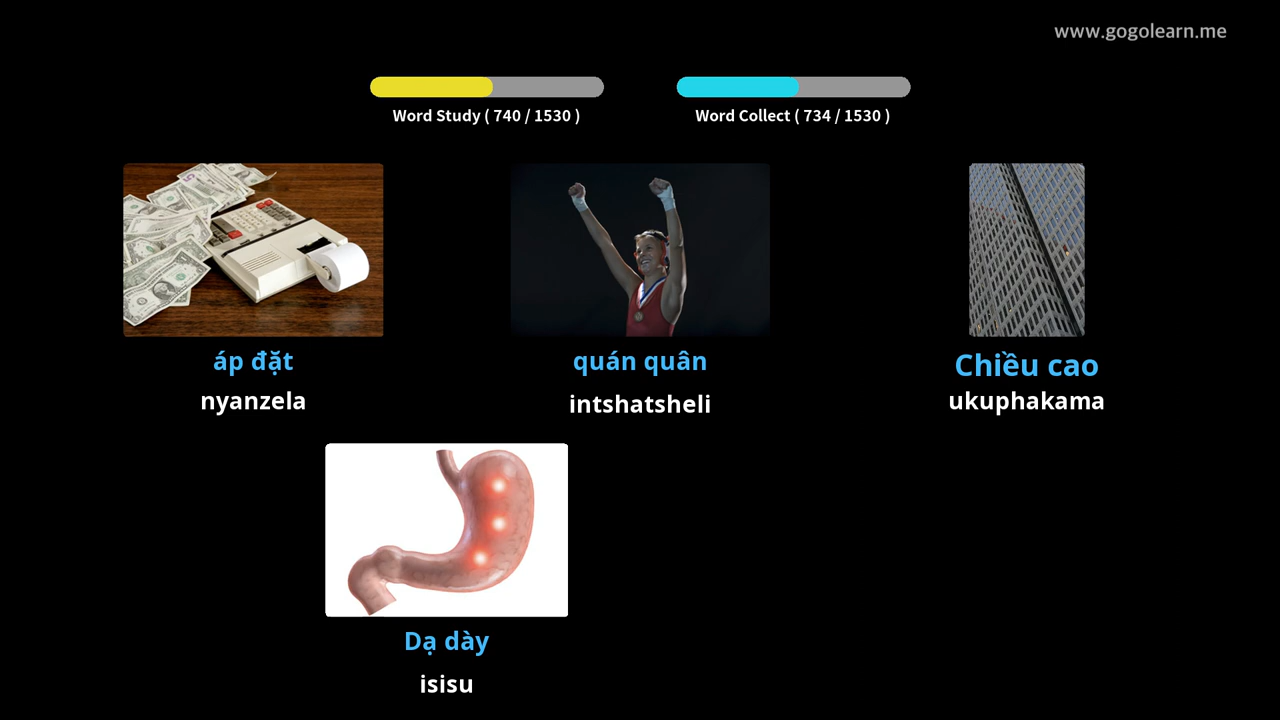 www.gogolearn.me
Word Study ( 740 / 1530 )
Word Collect ( 734 / 1530 )
áp đặt
nyanzela
quán quân
intshatsheli
Chiều cao
ukuphakama
Dạ dày
isisu